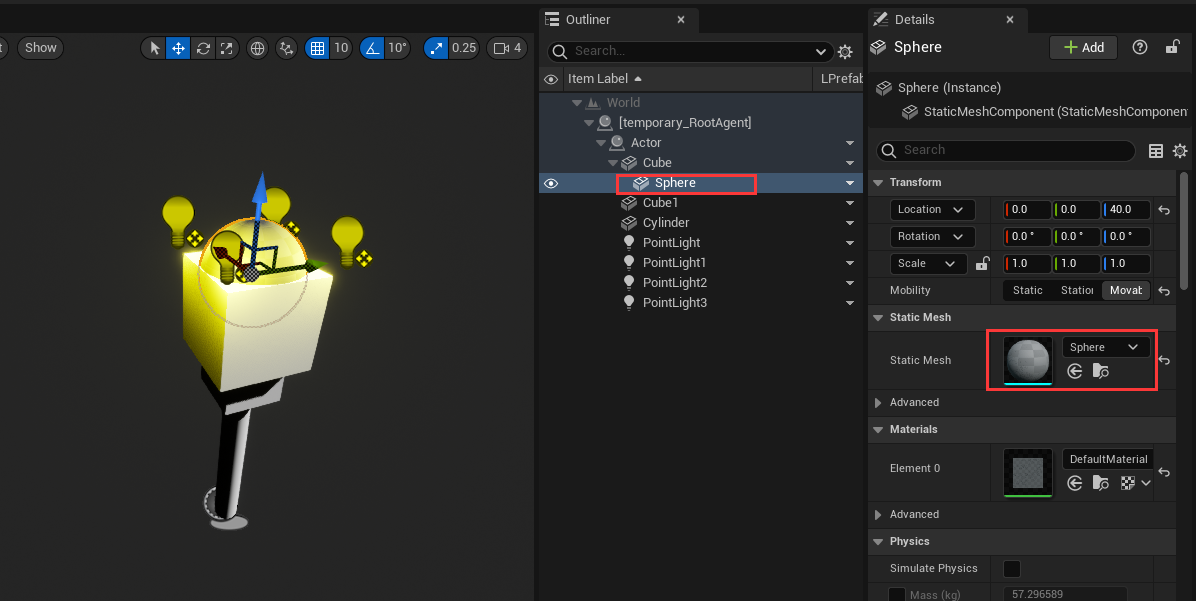 Show
10
10°
0.25
4
Outliner
Search...
Item Label
LPrefab
World
[temporary_RootAgent]
Actor
Cube
Sphere
Cube1
Cylinder
PointLight
PointLight1
PointLight2
PointLight3
Details
Sphere
Add
Sphere (Instance)
StaticMeshComponent (StaticMeshComponen
Search
Transform
Location 0.0 0.0 40.0
Rotation 0.0 ° 0.0 ° 0.0 °
Scale 1.0 1.0 1.0
Mobility Static Station Movab
Static Mesh
Static Mesh Sphere
Advanced
Materials
Element 0 DefaultMaterial
Advanced
Physics
Simulate Physics
Mass (kg) 57.296589